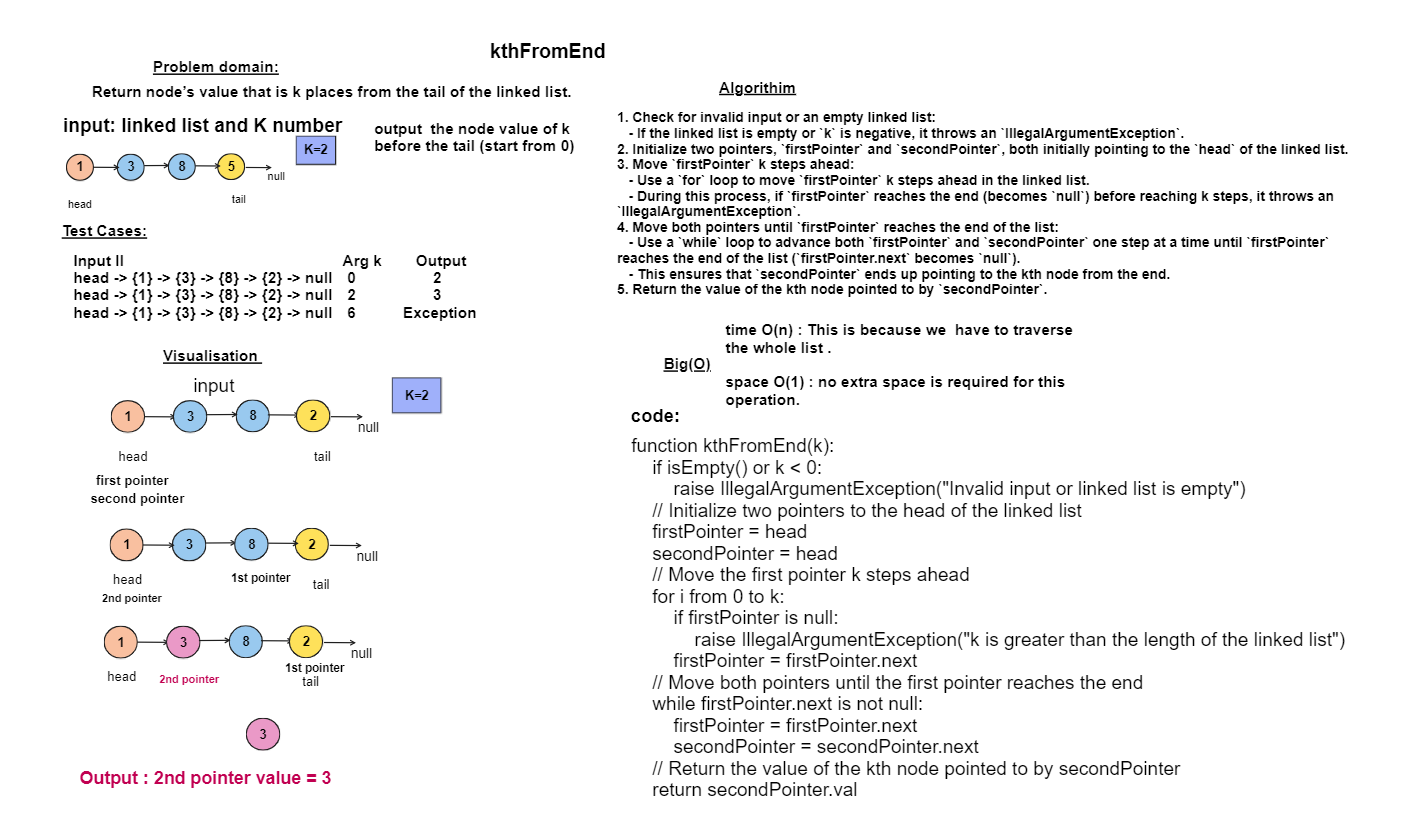 kthFromEnd
Problem domain:
Return node's value that is k places from the tail of the linked list.
input: linked list and K number
output the node value of k
before the tail (start from 0)
K=2
1 3 8 5
null
head
tail
Test Cases:
Input ll Arg k Output
head -> {1} -> {3} -> {8} -> {2} -> null 0 2
head -> {1} -> {3} -> {8} -> {2} -> null 2 3
head -> {1} -> {3} -> {8} -> {2} -> null 6 Exception
Visualisation
input
K=2
1 3 8 2
null
head
tail
first pointer
second pointer
1 3 8 2
null
head
1st pointer
tail
2nd pointer
1 3 8 2
null
head
2nd pointer
1st pointer
tail
3
Output : 2nd pointer value = 3
Algorithim
1. Check for invalid input or an empty linked list:
- If the linked list is empty or `k` is negative, it throws an `IllegalArgumentException`.
2. Initialize two pointers, `firstPointer` and `secondPointer`, both initially pointing to the `head` of the linked list.
3. Move `firstPointer` k steps ahead:
- Use a `for` loop to move `firstPointer` k steps ahead in the linked list.
- During this process, if `firstPointer` reaches the end (becomes `null`) before reaching k steps, it throws an
`IllegalArgumentException`.
4. Move both pointers until `firstPointer` reaches the end of the list:
- Use a `while` loop to advance both `firstPointer` and `secondPointer` one step at a time until `firstPointer`
reaches the end of the list (`firstPointer.next` becomes `null`).
- This ensures that `secondPointer` ends up pointing to the kth node from the end.
5. Return the value of the kth node pointed to by `secondPointer`.
time O(n) : This is because we have to traverse
the whole list .
Big(O)
space O(1) : no extra space is required for this
operation.
code:
function kthFromEnd(k):
if isEmpty() or k < 0:
raise IllegalArgumentException("Invalid input or linked list is empty")
// Initialize two pointers to the head of the linked list
firstPointer = head
secondPointer = head
// Move the first pointer k steps ahead
for i from 0 to k:
if firstPointer is null:
raise IllegalArgumentException("k is greater than the length of the linked list")
firstPointer = firstPointer.next
// Move both pointers until the first pointer reaches the end
while firstPointer.next is not null:
firstPointer = firstPointer.next
secondPointer = secondPointer.next
// Return the value of the kth node pointed to by secondPointer
return secondPointer.val